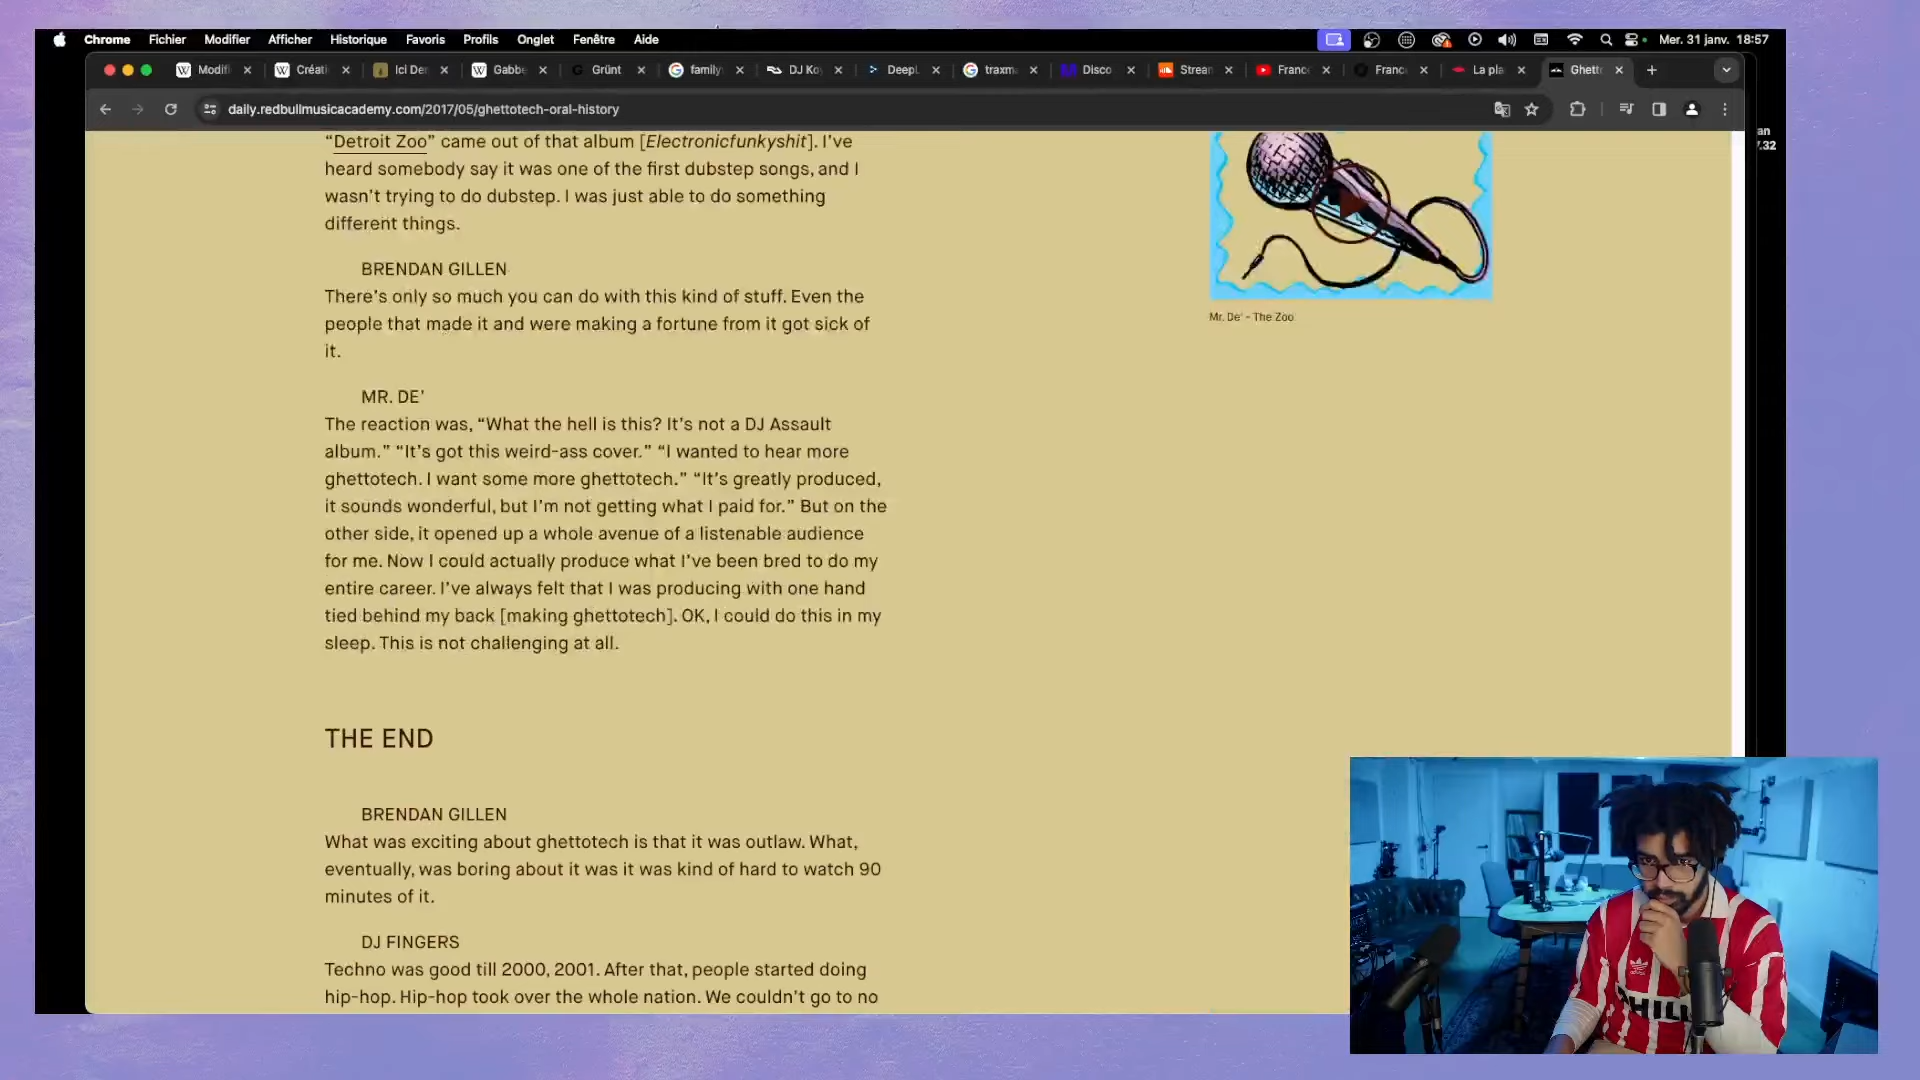 Chrome Fichier Modifier Afficher Historique Favoris Profils Onglet Fenêtre Aide
Mer. 31 janv. 18:57
Modifi Créati Ici De Gabbe Grünt family DJ Ko DeepL traxm Disco Strean Franc Franc La pla Ghett
daily.redbullmusicacademy.com/2017/05/ghettotech-oral-history
an
7.32
“Detroit Zoo” came out of that album [Electronicfunkyshit]. I’ve
heard somebody say it was one of the first dubstep songs, and I
wasn’t trying to do dubstep. I was just able to do something
different things.
BRENDAN GILLEN
There’s only so much you can do with this kind of stuff. Even the
people that made it and were making a fortune from it got sick of
it.
Mr. De’ – The Zoo
MR. DE’
The reaction was, “What the hell is this? It’s not a DJ Assault
album.” “It’s got this weird-ass cover.” “I wanted to hear more
ghettotech. I want some more ghettotech.” “It’s greatly produced,
it sounds wonderful, but I’m not getting what I paid for.” But on the
other side, it opened up a whole avenue of a listenable audience
for me. Now I could actually produce what I’ve been bred to do my
entire career. I’ve always felt that I was producing with one hand
tied behind my back [making ghettotech]. OK, I could do this in my
sleep. This is not challenging at all.
THE END
BRENDAN GILLEN
What was exciting about ghettotech is that it was outlaw. What,
eventually, was boring about it was it was kind of hard to watch 90
minutes of it.
DJ FINGERS
Techno was good till 2000, 2001. After that, people started doing
hip-hop. Hip-hop took over the whole nation. We couldn’t go to no